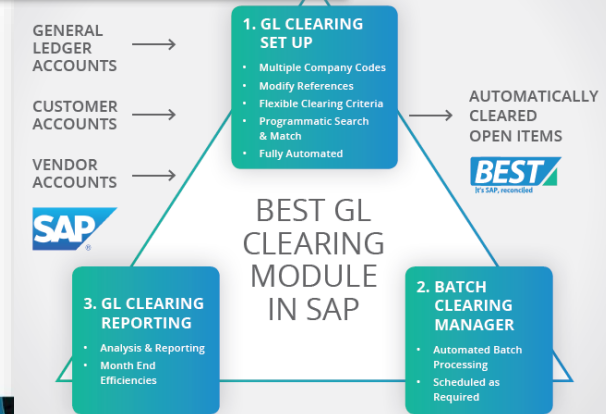 GENERAL
LEDGER
ACCOUNTS
CUSTOMER
ACCOUNTS
VENDOR
ACCOUNTS
SAP
®
1. GL CLEARING
SET UP
• Multiple Company Codes
• Modify References
• Flexible Clearing Criteria
• Programmatic Search
& Match
• Fully Automated
AUTOMATICALLY
CLEARED
OPEN ITEMS
BEST
It's SAP, reconciled
BEST GL
CLEARING
MODULE
IN SAP
2. BATCH
CLEARING
MANAGER
• Automated Batch
Processing
• Scheduled as
Required
3. GL CLEARING
REPORTING
• Analysis & Reporting
• Month End
Efficiencies